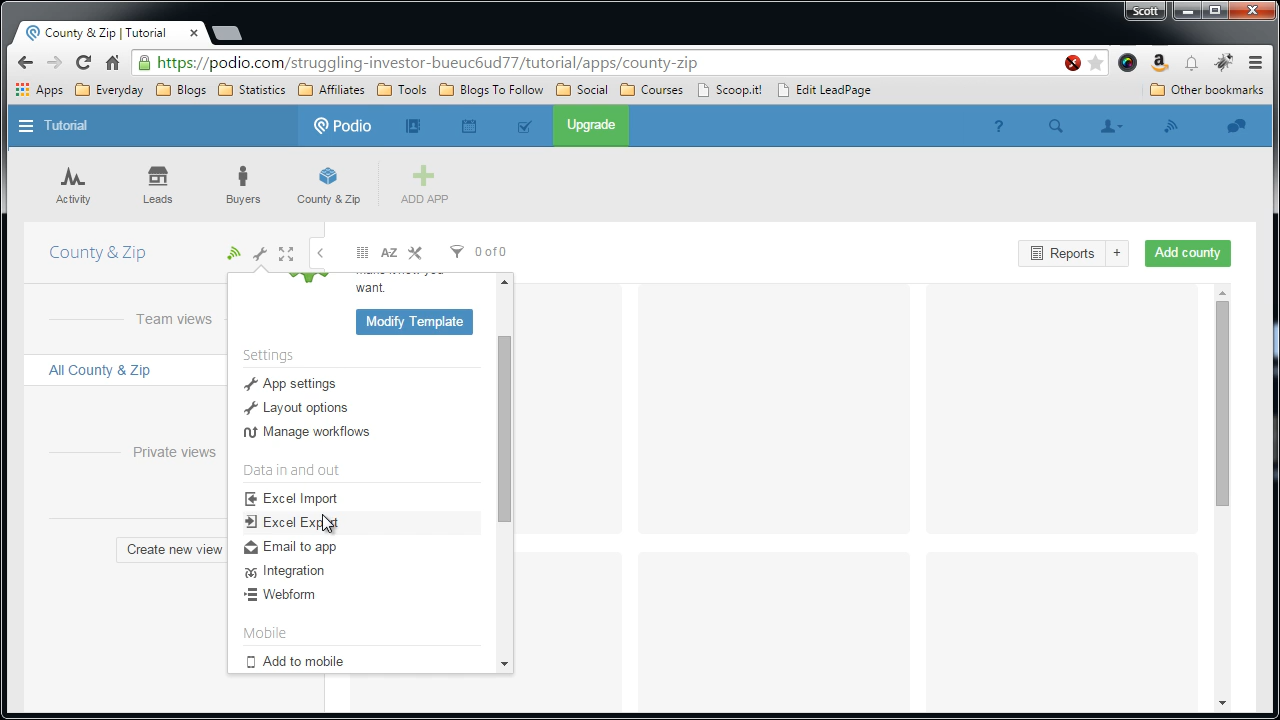 Scott
County & Zip | Tutorial
https://podio.com/struggling-investor-bueuc6ud77/tutorial/apps/county-zip
Apps Everyday Blogs Statistics Affiliates Tools Blogs To Follow Social Courses Scoop.it! Edit LeadPage Other bookmarks
Tutorial Podio Upgrade ?
Activity Leads Buyers County & Zip ADD APP
County & Zip AZ 0 of 0 Reports + Add county
want.
Modify Template
Team views
Settings
All County & Zip
App settings
Layout options
Manage workflows
Private views
Data in and out
Excel Import
Excel Export
Create new view
Email to app
Integration
Webform
Mobile
Add to mobile